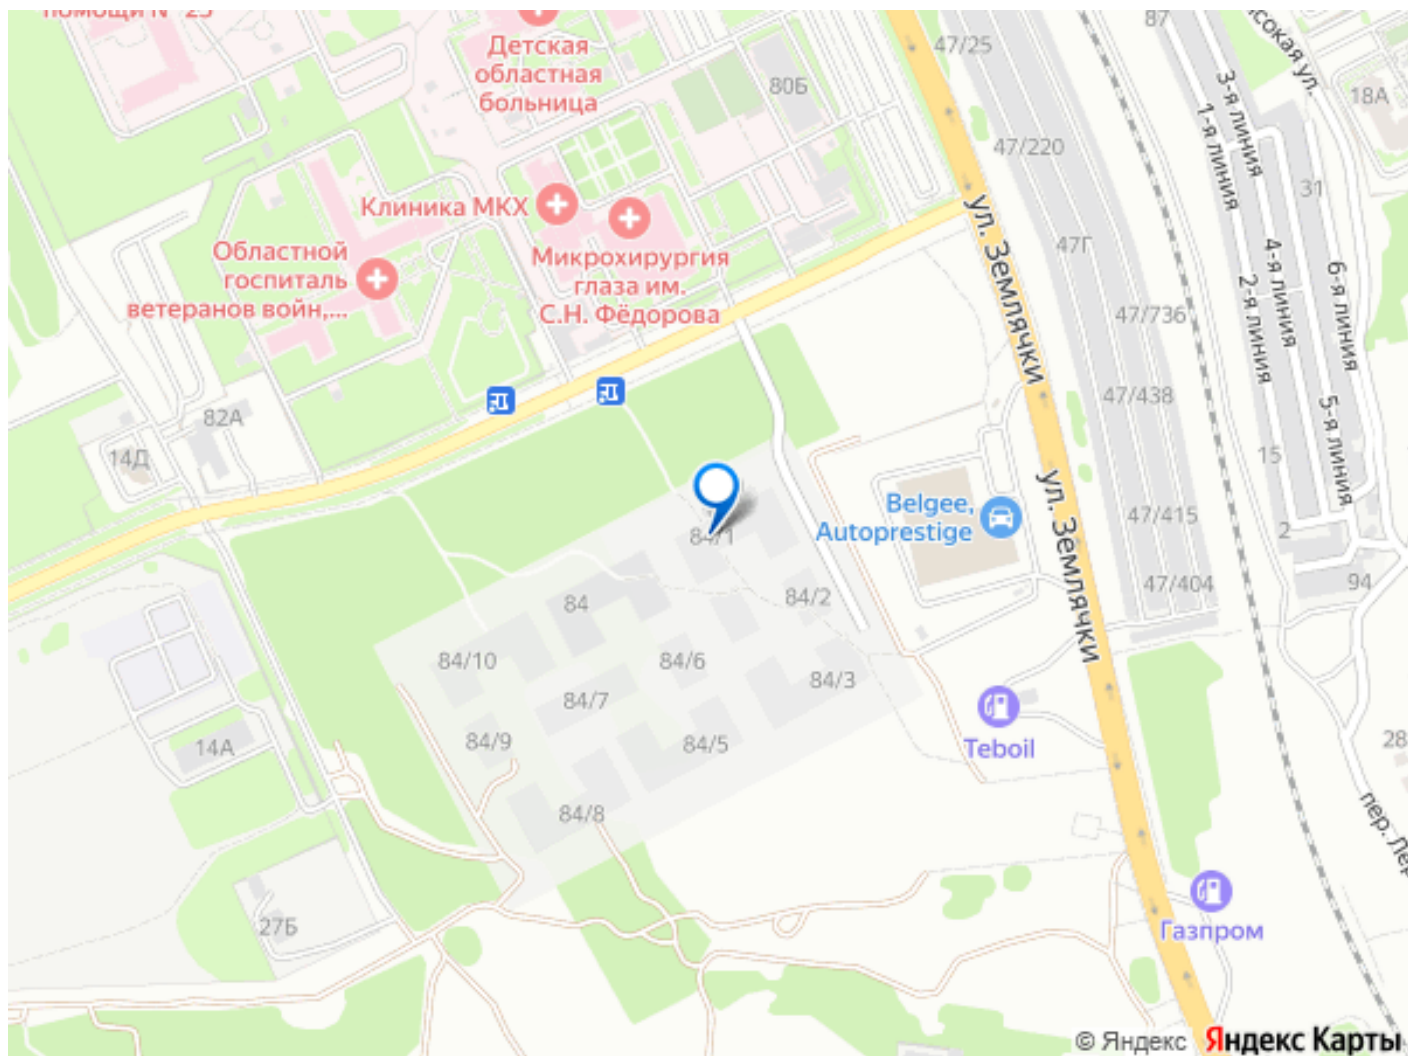 помощи № 25
Детская
областная
больница
80Б
47/25
87
18А
3-я линия
1-я линия
47/220
31
Клиника МКХ
Областной
госпиталь
ветеранов войн,...
Микрохирургия
глаза им.
С.Н. Фёдорова
ул. Землячки
47Г
4-я линия
2-я линия
6-я линия
47/736
5-я линия
47/438
82А
14Д
15
ул. Землячки
Belgee,
Autoprestige
47/415
2
84/1
47/404
94
84
84/2
84/10
84/6
84/3
84/7
84/9
84/5
14А
Teboil
28
84/8
27Б
Газпром
© Яндекс
Яндекс Карты